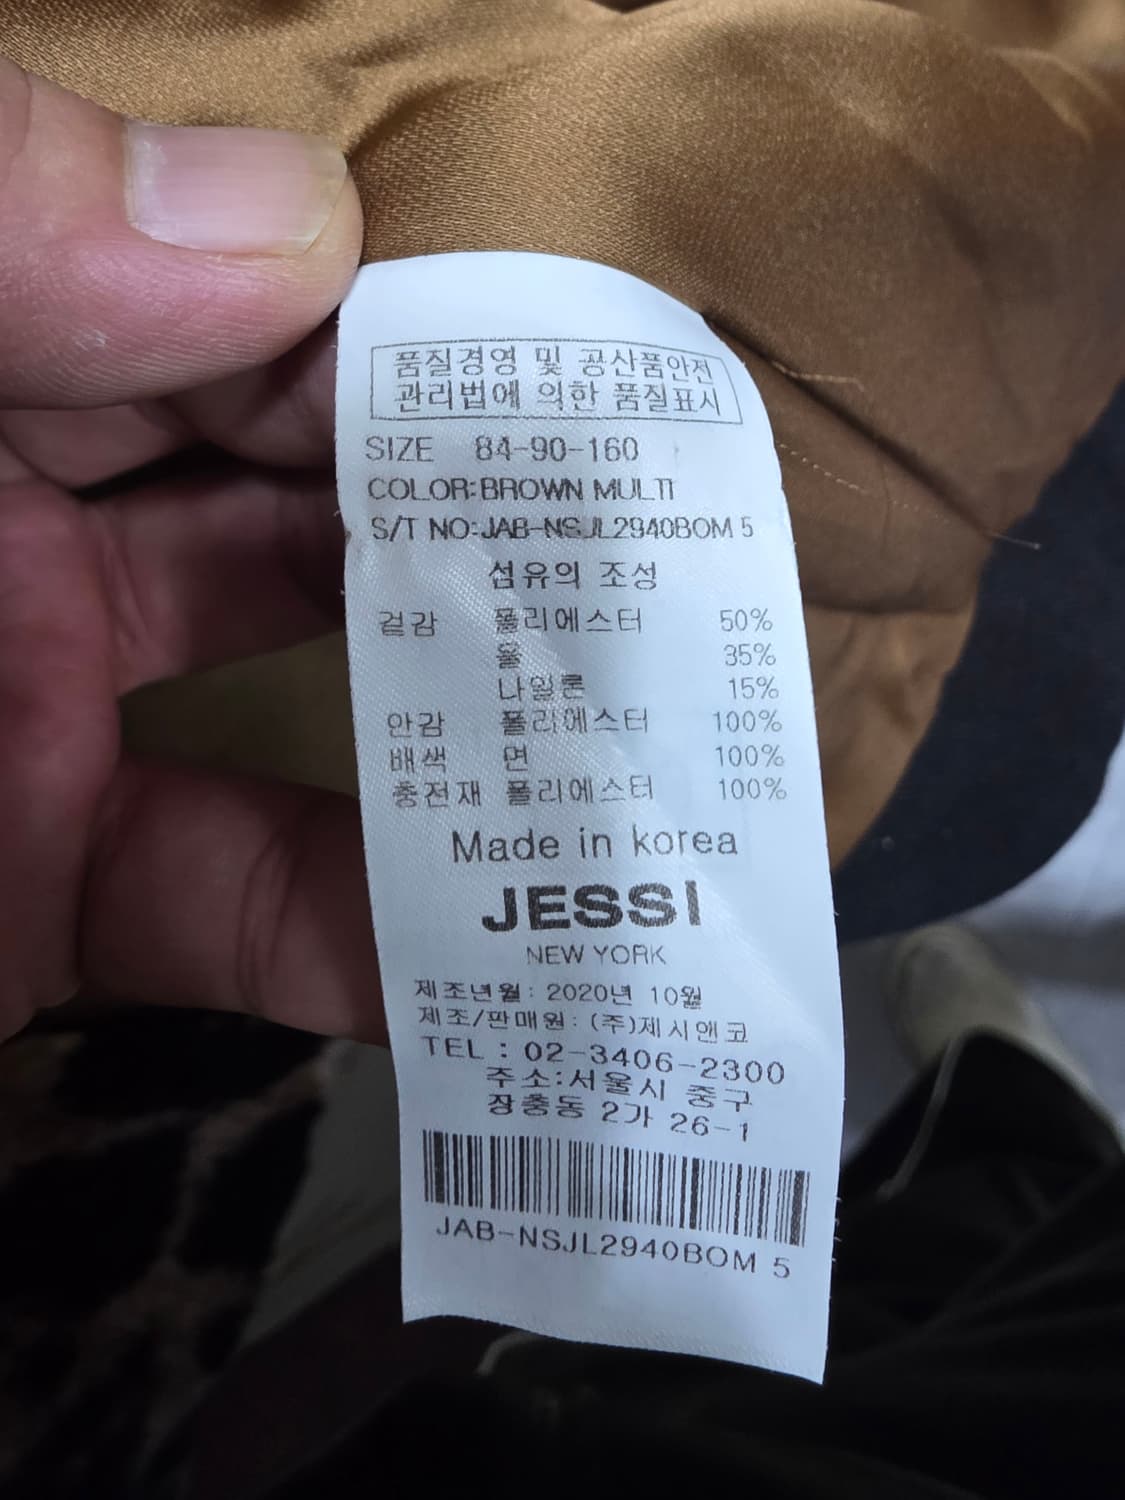 품질경영 및 공산품안전
관리법에 의한 품질표시
SIZE 84-90-160
COLOR:BROWN MULTI
S/T NO:JAB-NSJL2940BOM 5
섬유의 조성
겉감 폴리에스터 50%
울 35%
나일론 15%
안감 폴리에스터 100%
배색 면 100%
충전재 폴리에스터 100%
Made in korea
JESSI
NEW YORK
제조년월: 2020년 10월
제조/판매원: (주)제시앤코
TEL : 02-3406-2300
주소:서울시 중구
장충동 2가 26-1
JAB-NSJL2940BOM 5